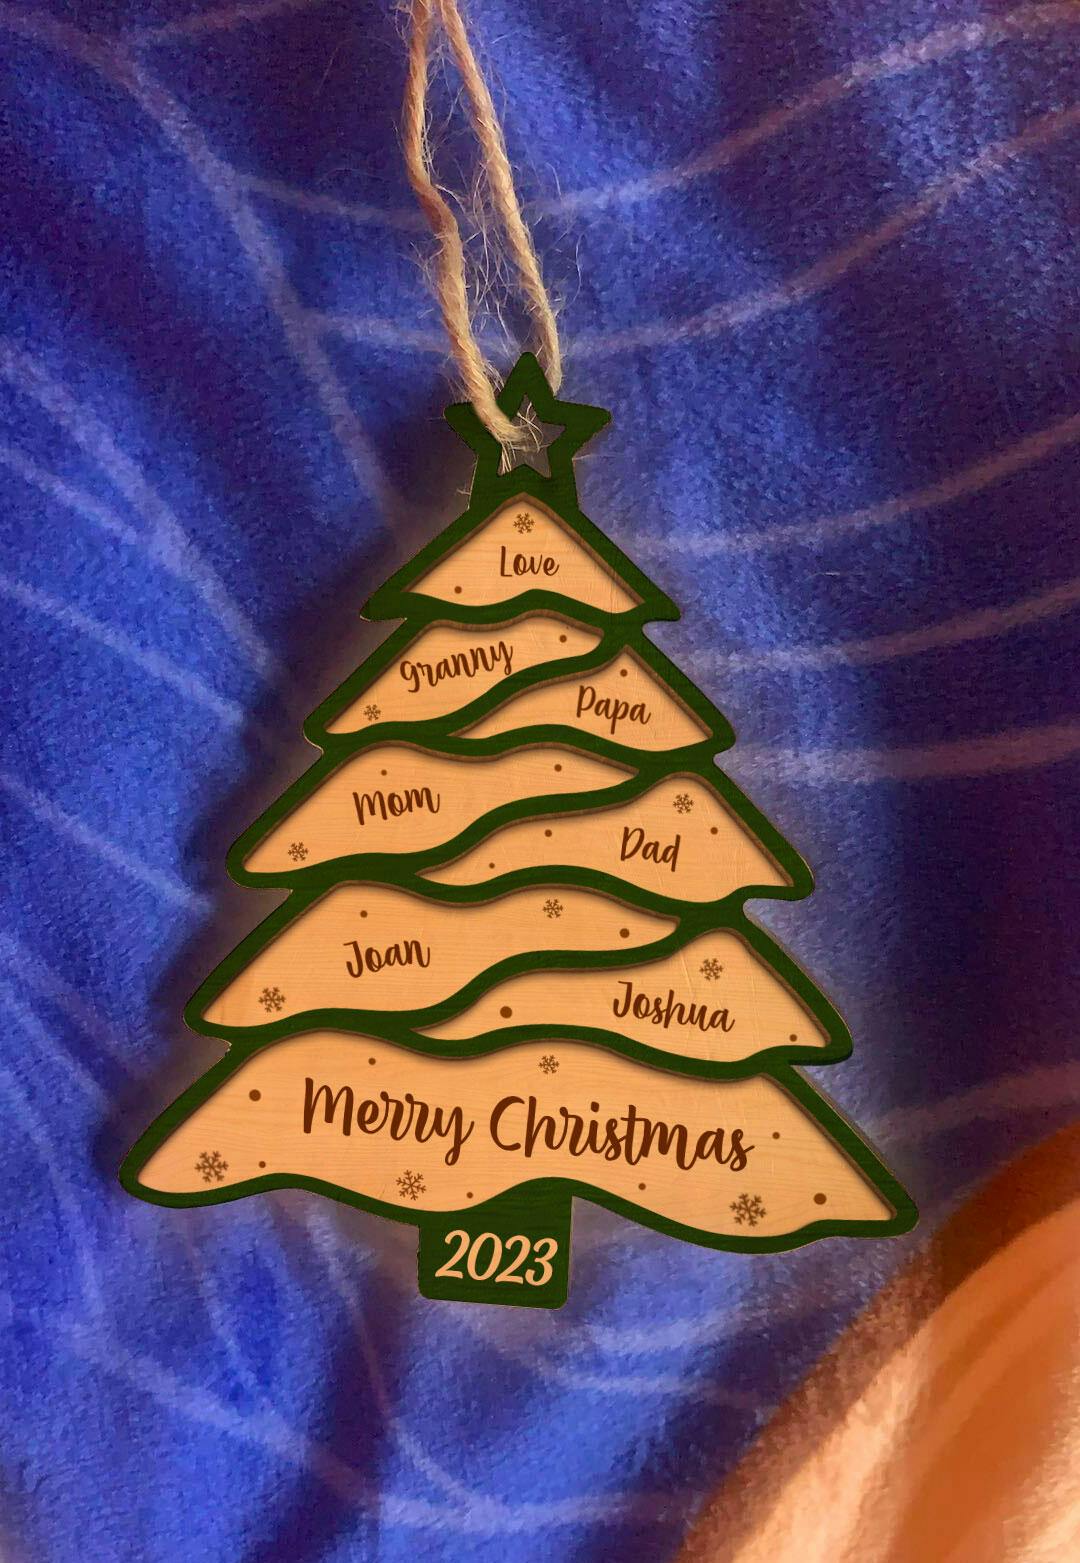 Love
granny
Papa
Mom
Dad
Joan
Joshua
Merry Christmas
2023